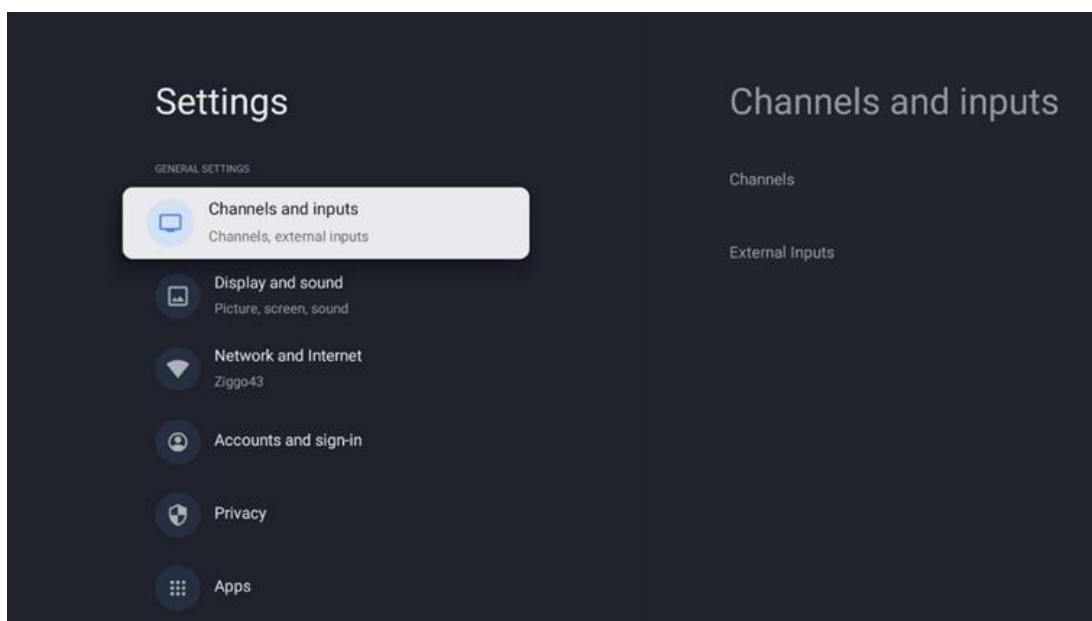 Settings
GENERAL SETTINGS
Channels and inputs
Channels, external inputs
Display and sound
Picture, screen, sound
Network and Internet
Ziggo43
Accounts and sign-in
Privacy
Apps
Channels and inputs
Channels
External Inputs